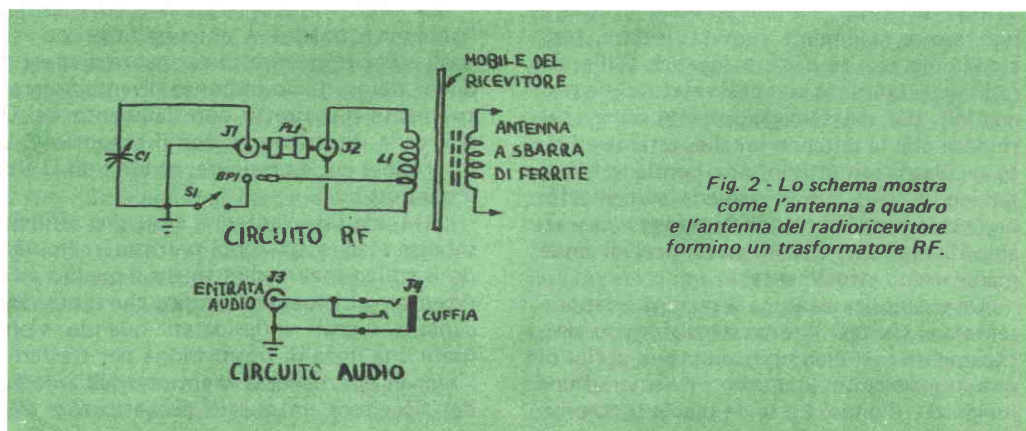 MOBILE DEL
RICEVITORE
J1
PL1
J2
C1
L1
ANTENNA
A SBARRA
DI FERRITE
BP1
S1
CIRCUITO RF
Fig. 2 - Lo schema mostra
come l'antenna a quadro
e l'antenna del radioricevitore
formino un trasformatore RF.
J3
J4
ENTRATA
AUDIO
CUFFIA
CIRCUITO AUDIO